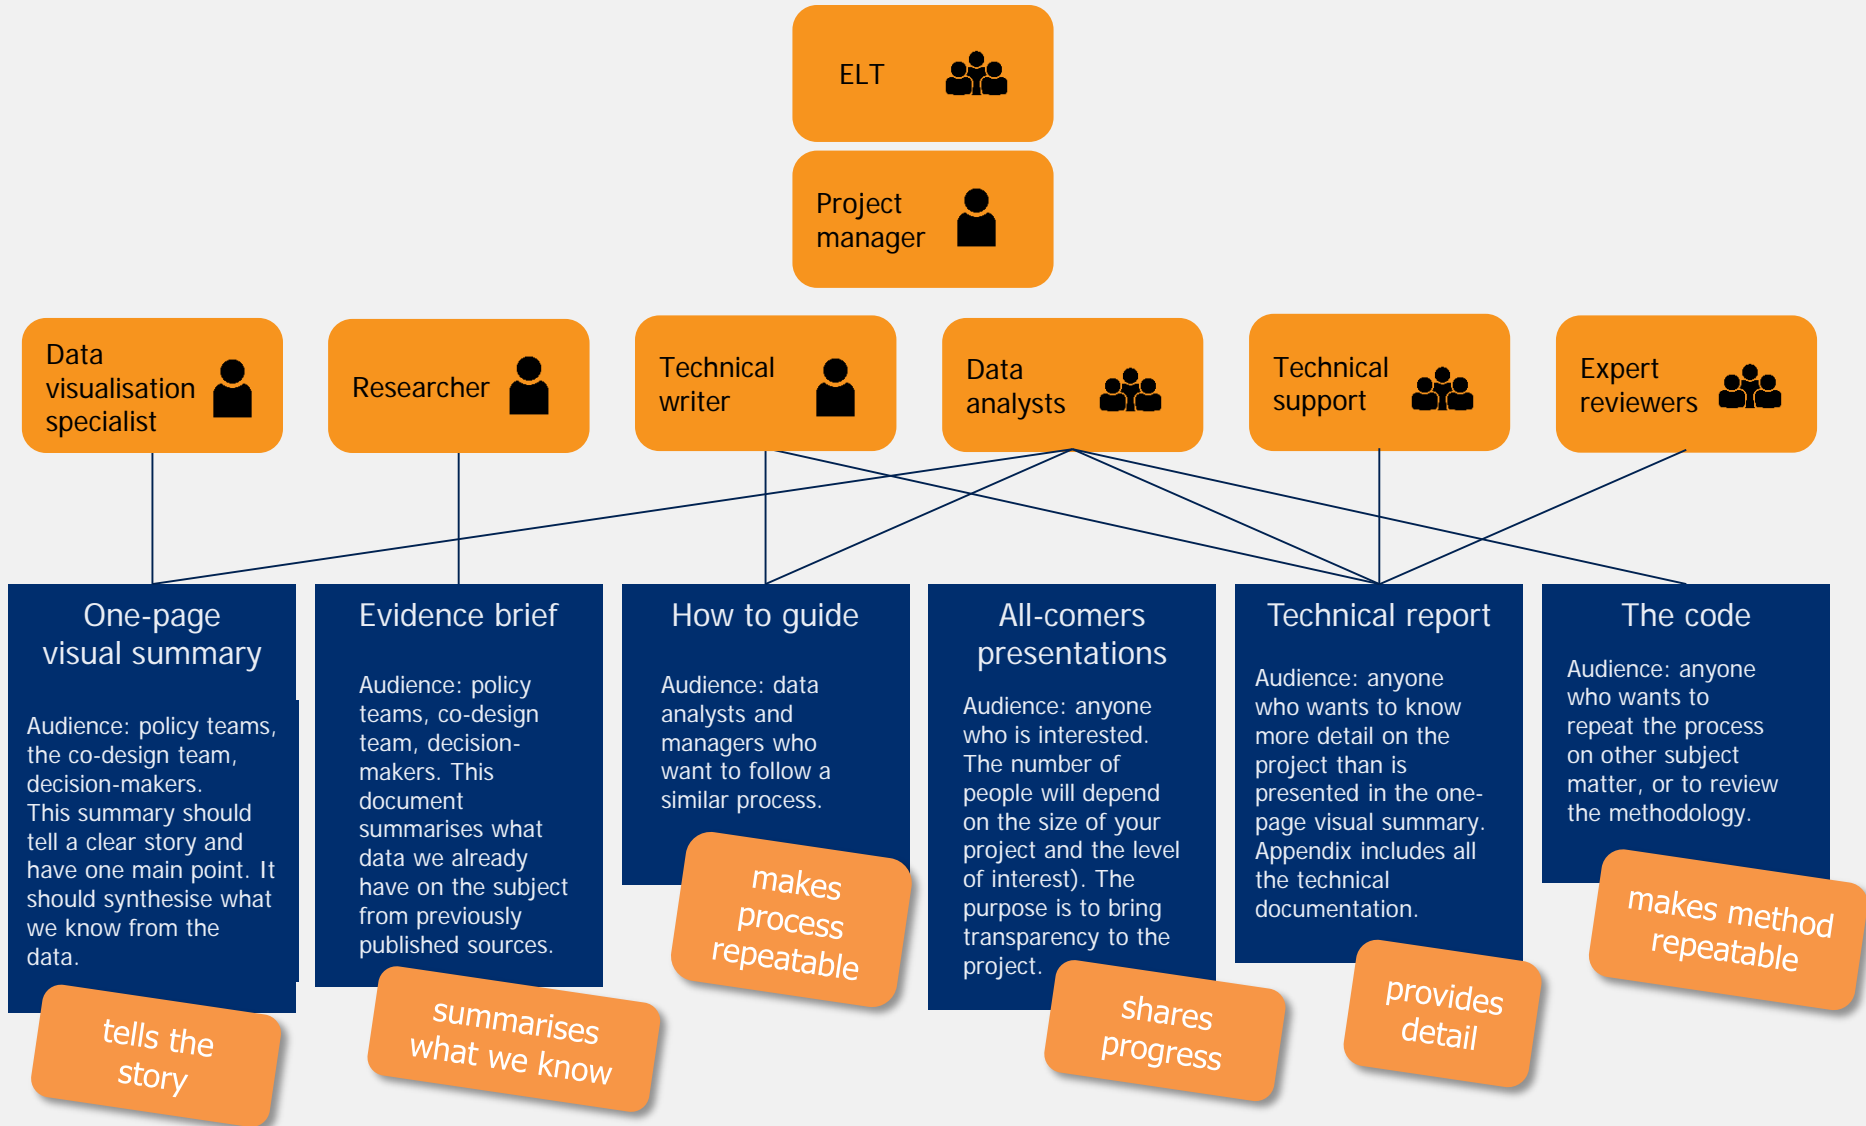 ELT
Project
manager
Data
visualisation
specialist
Researcher
Technical
writer
Data
analysts
Technical
support
Expert
reviewers
One-page
visual summary
Audience: policy teams,
the co-design team,
decision-makers.
This summary should
tell a clear story and
have one main point. It
should synthesise what
we know from the
data.
tells the
story
Evidence brief
Audience: policy
teams, co-design
team, decision-
makers. This
document
summarises what
data we already
have on the subject
from previously
published sources.
summarises
what we know
How to guide
Audience: data
analysts and
managers who
want to follow a
similar process.
makes
process
repeatable
All-comers
presentations
Audience: anyone
who is interested.
The number of
people will depend
on the size of your
project and the level
of interest). The
purpose is to bring
transparency to the
project.
shares
progress
Technical report
Audience: anyone
who wants to know
more detail on the
project than is
presented in the one-
page visual summary.
Appendix includes all
the technical
documentation.
provides
detail
The code
Audience: anyone
who wants to
repeat the process
on other subject
matter, or to review
the methodology.
makes method
repeatable